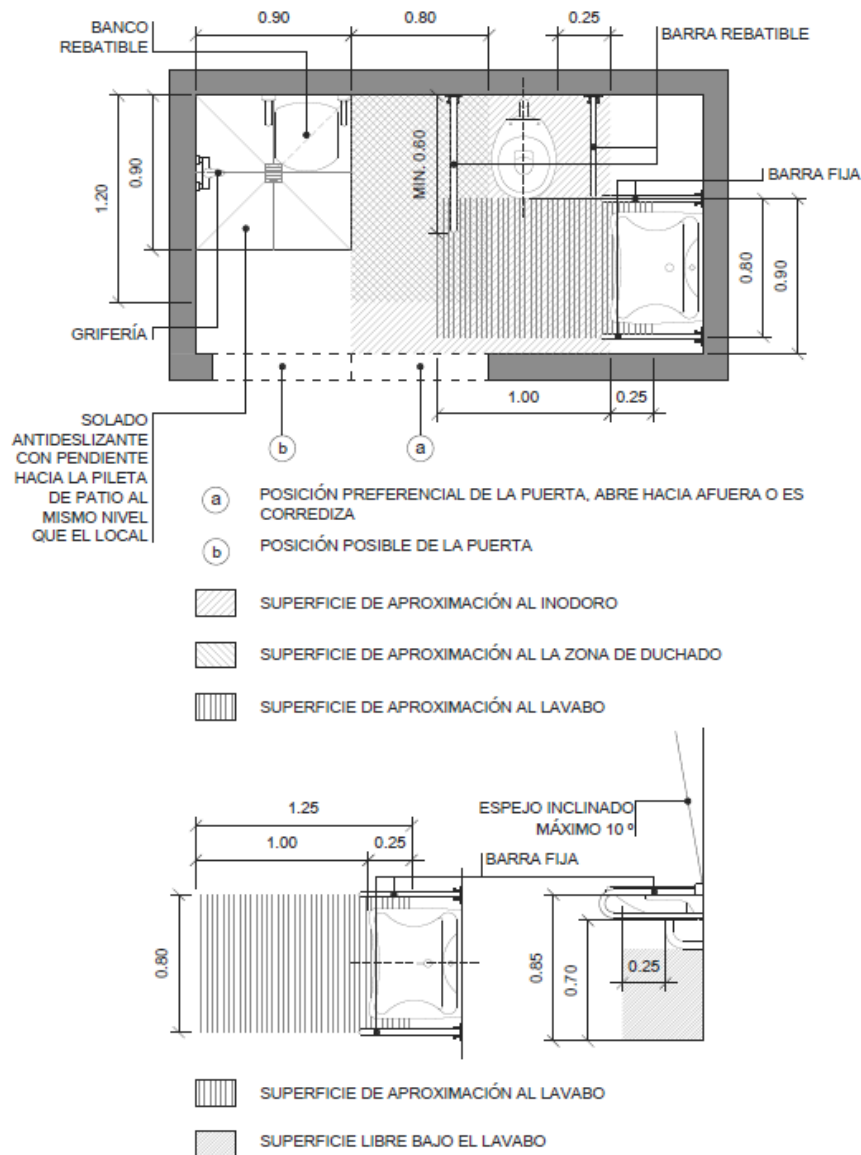 BANCO
REBATIBLE
0.90
0.80
0.25
BARRA REBATIBLE
1.20
0.90
MIN. 0.60
BARRA FIJA
0.80
0.90
GRIFERÍA
SOLADO
ANTIDESLIZANTE
CON PENDIENTE
HACIA LA PILETA
DE PATIO AL
MISMO NIVEL
QUE EL LOCAL
b
a
1.00
0.25
a
POSICIÓN PREFERENCIAL DE LA PUERTA, ABRE HACIA AFUERA O ES
CORREDIZA
b
POSICIÓN POSIBLE DE LA PUERTA
SUPERFICIE DE APROXIMACIÓN AL INODORO
SUPERFICIE DE APROXIMACIÓN AL LA ZONA DE DUCHADO
SUPERFICIE DE APROXIMACIÓN AL LAVABO
1.25
1.00
0.25
BARRA FIJA
0.80
ESPEJO INCLINADO
MÁXIMO 10 º
0.85
0.70
0.25
SUPERFICIE DE APROXIMACIÓN AL LAVABO
SUPERFICIE LIBRE BAJO EL LAVABO